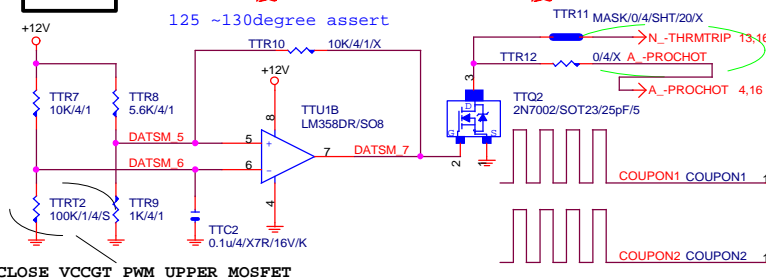 125 ~130degree assert
TTR11 MASK/0/4/SHT/20/X
N_-THRMTRIP 13,16
+12V
TTR10 10K/4/1/X
TTR12 0/4/X A_-PROCHOT
+12V
3
A_-PROCHOT 4,16
TTR7
10K/4/1
TTR8
5.6K/4/1
TTU1B
LM358DR/SO8
TTQ2
2N7002/SOT23/25pF/5
D
G S
8
DATSM_5 5
+
7 DATSM_7
DATSM_6 6
-
2
4
COUPON1 COUPON1 1
TTRT2
100K/1/4/S
TTR9
1K/4/1
TTC2
0.1u/4/X7R/16V/K
COUPON2 COUPON2 1
CLOSE VCCGT PWM UPPER MOSFET